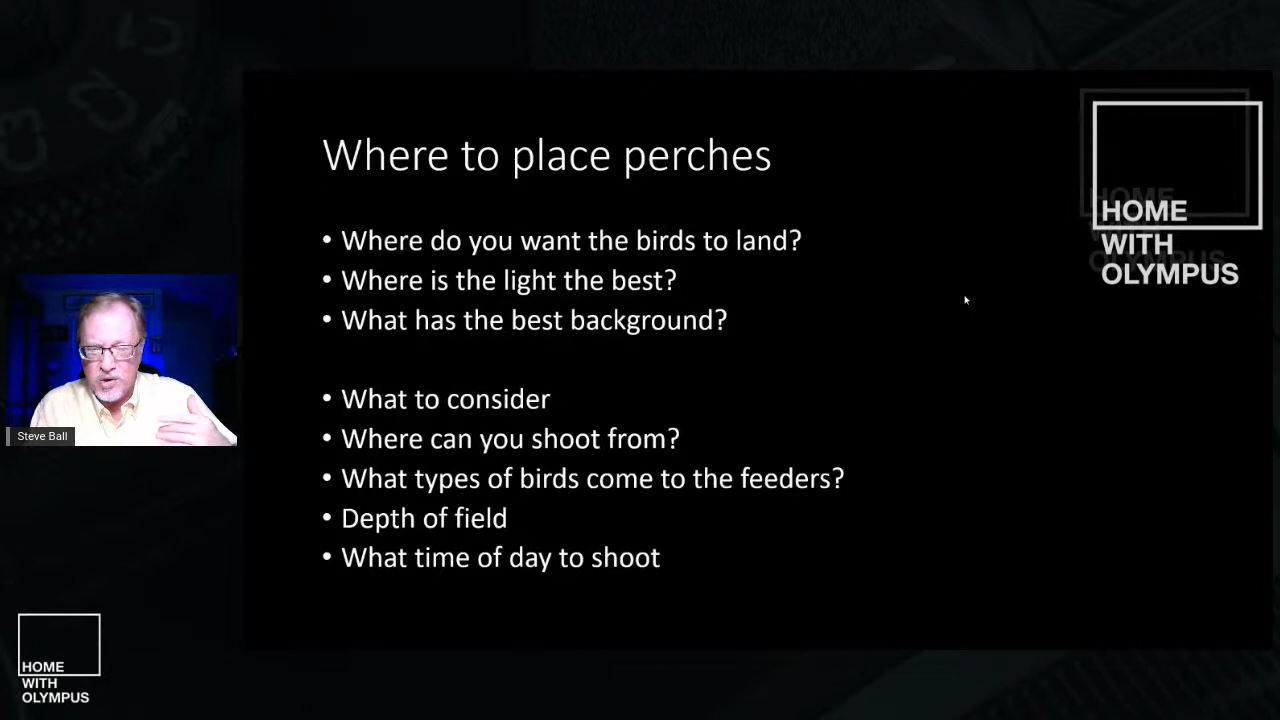 Where to place perches
• Where do you want the birds to land?
• Where is the light the best?
• What has the best background?
• What to consider
• Where can you shoot from?
• What types of birds come to the feeders?
• Depth of field
• What time of day to shoot
HOME
WITH
OLYMPUS
Steve Ball
HOME
WITH
OLYMPUS